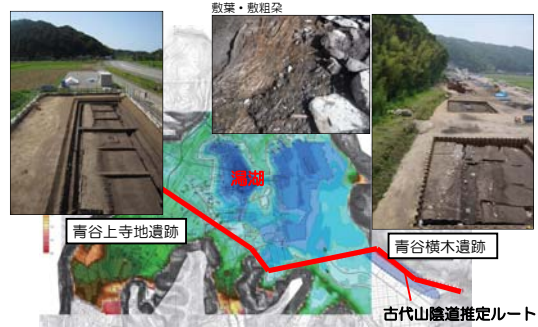 敷葉・敷粗朶
潟湖
青谷上寺地遺跡
青谷横木遺跡
古代山陰道推定ルート